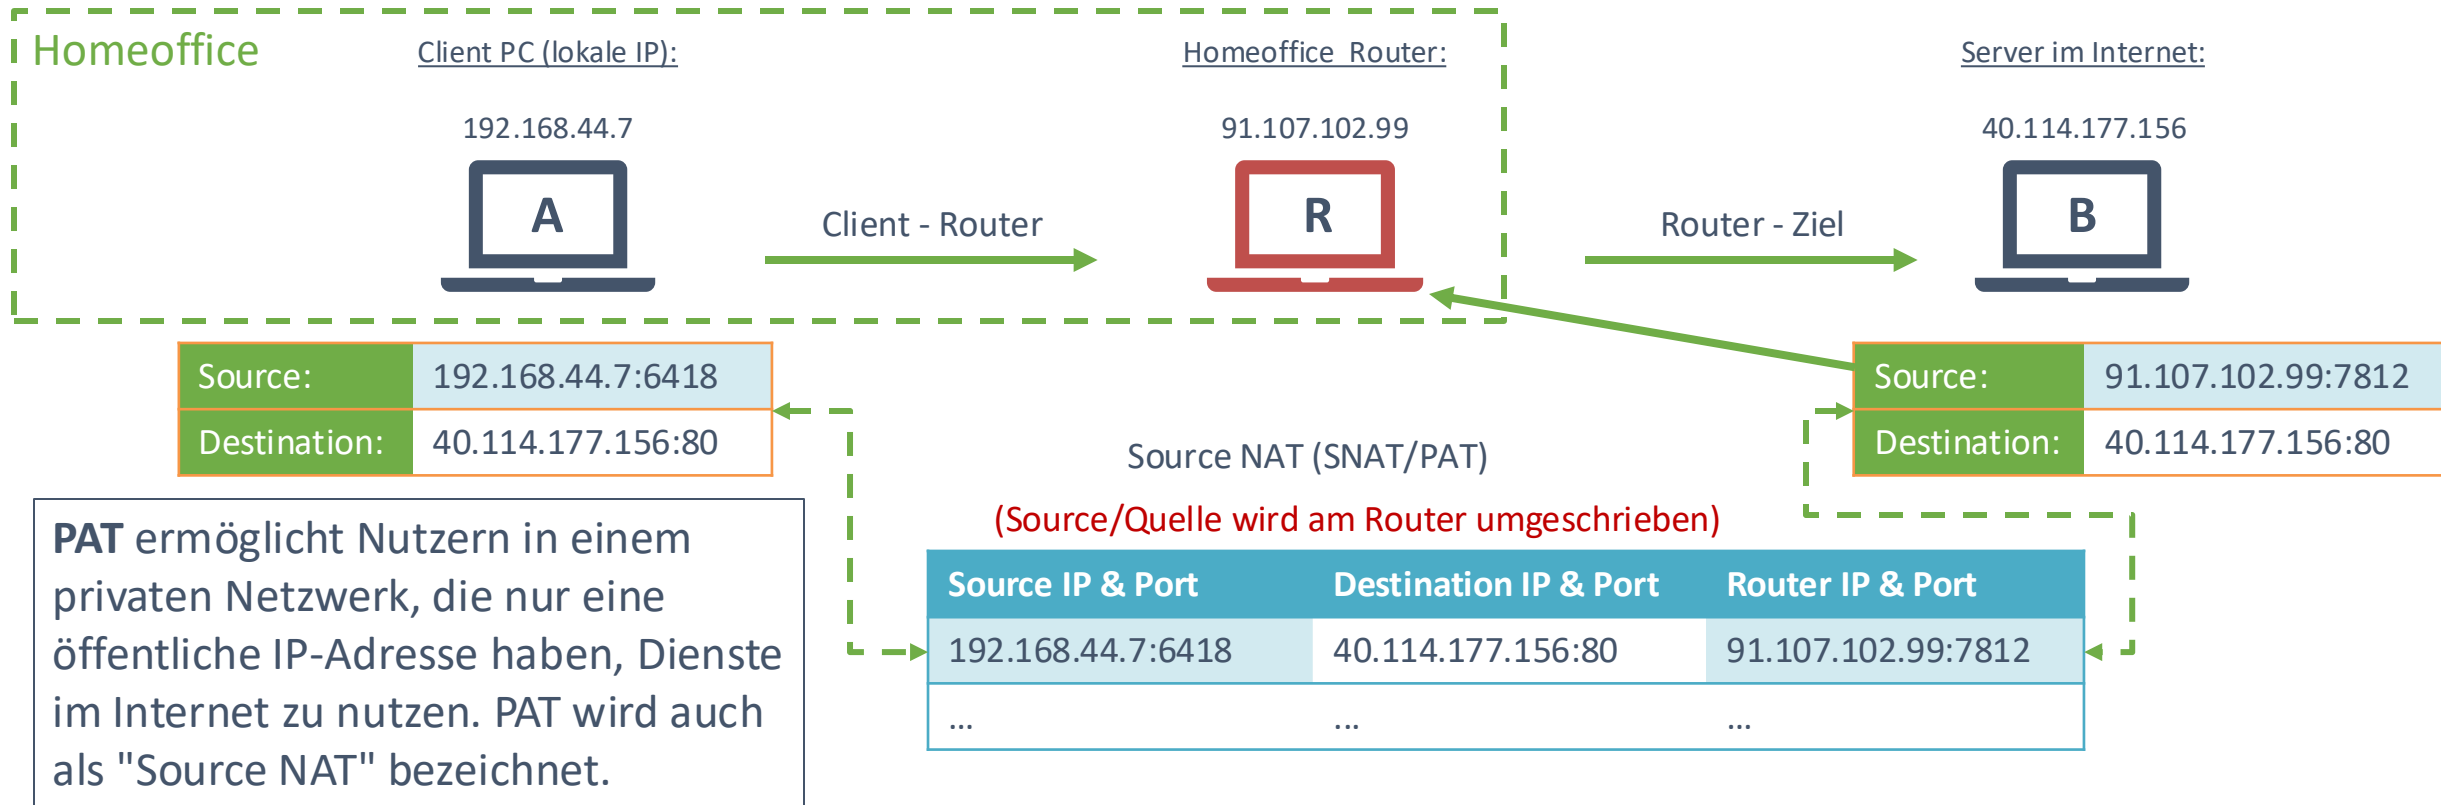 Homeoffice
Client PC (lokale IP):
Homeoffice Router:
Server im Internet:
192.168.44.7
91.107.102.99
40.114.177.156
A
Client - Router
R
Router - Ziel
B
Source: 192.168.44.7:6418
Destination: 40.114.177.156:80
Source: 91.107.102.99:7812
Destination: 40.114.177.156:80
Source NAT (SNAT/PAT)
(Source/Quelle wird am Router umgeschrieben)
Source IP & Port Destination IP & Port Router IP & Port
192.168.44.7:6418 40.114.177.156:80 91.107.102.99:7812
... ... ...
PAT ermöglicht Nutzern in einem
privaten Netzwerk, die nur eine
öffentliche IP-Adresse haben, Dienste
im Internet zu nutzen. PAT wird auch
als "Source NAT" bezeichnet.